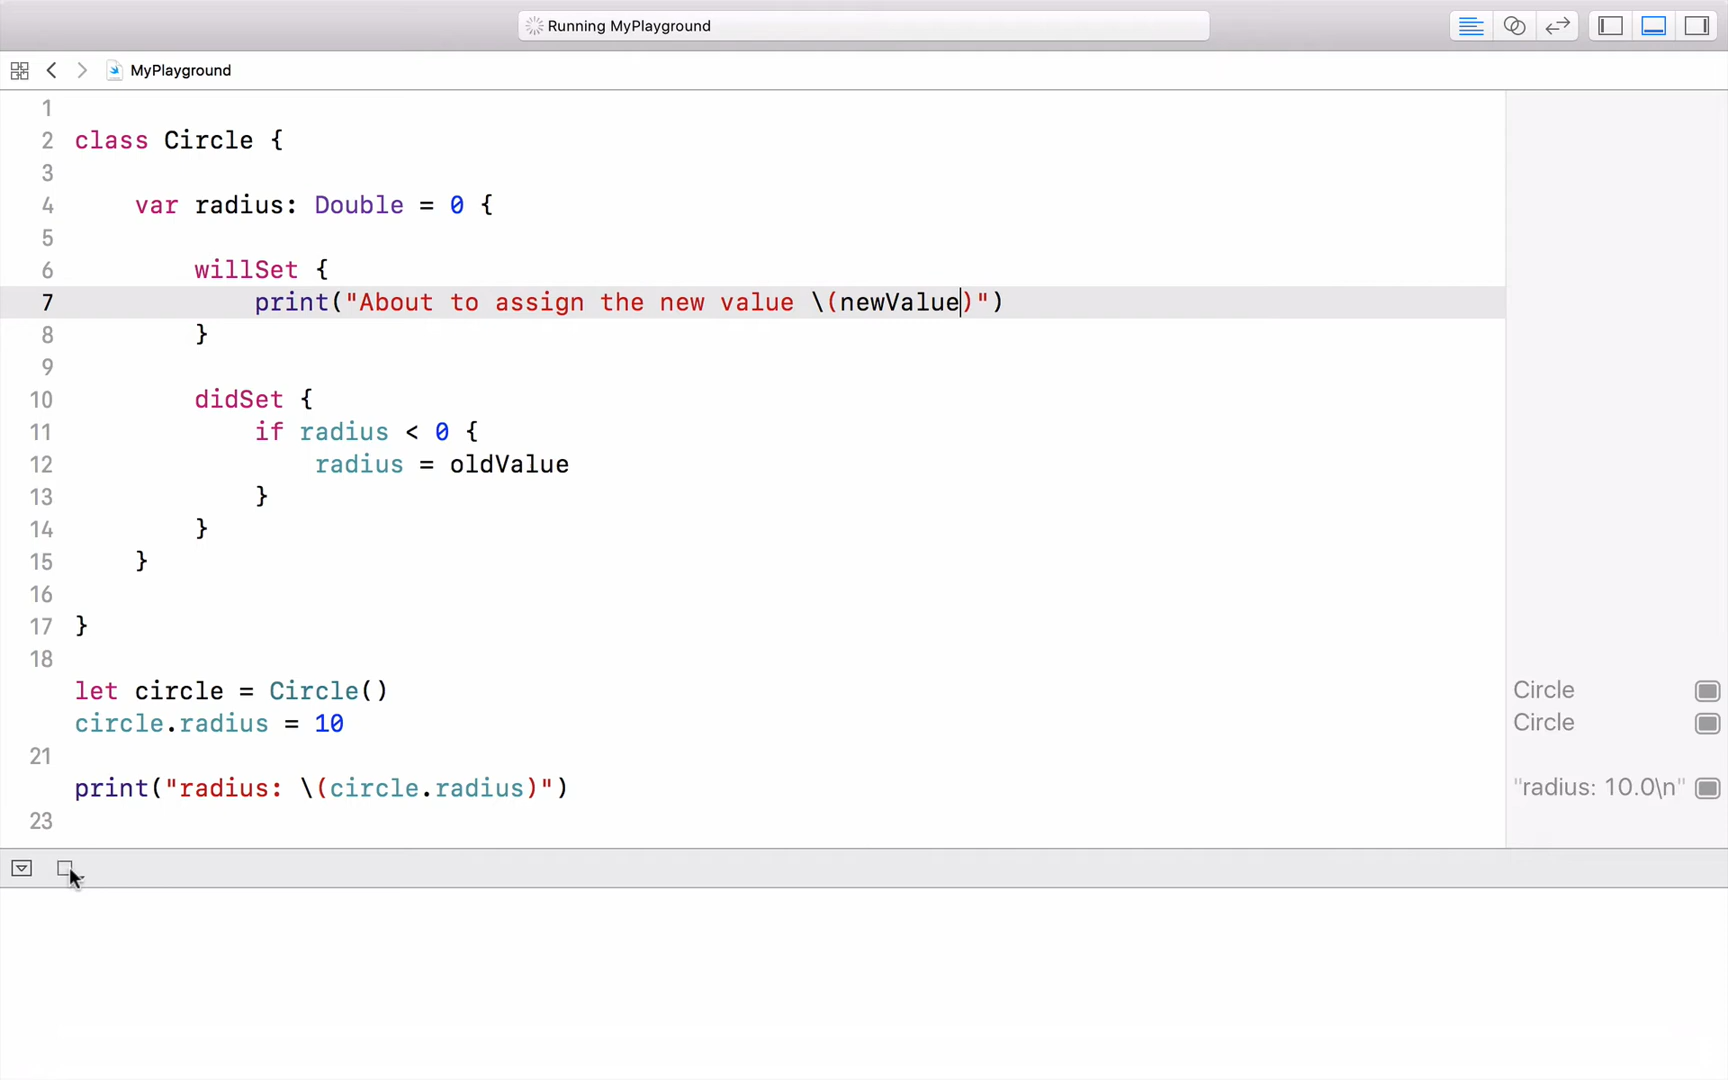 Running MyPlayground
MyPlayground
1
2 class Circle {
3
4 var radius: Double = 0 {
5
6 willSet {
7 print("About to assign the new value \(newValue)")
8 }
9
10 didSet {
11 if radius < 0 {
12 radius = oldValue
13 }
14 }
15 }
16
17 }
18
let circle = Circle() Circle
circle.radius = 10 Circle
21
print("radius: \(circle.radius)") "radius: 10.0\n"
23